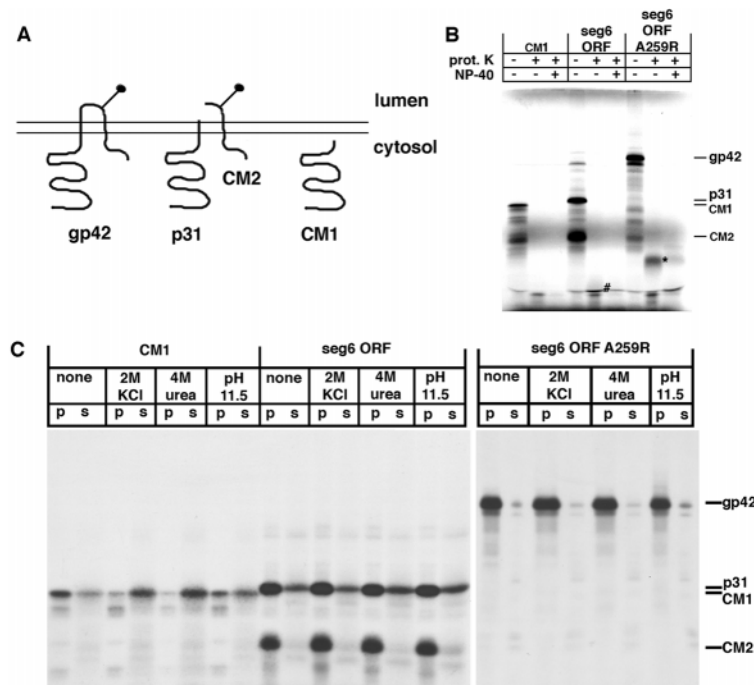 A
lumen
cytosol
CM2
gp42
p31
CM1
B
CM1
seg6
ORF
seg6
ORF
A259R
prot. K - + + - + + - + +
NP-40 + + +
gp42
p31
CM1
CM2
*
#
C
CM1
seg6 ORF
seg6 ORF A259R
none 2M KCl 4M urea pH 11.5 none 2M KCl 4M urea pH 11.5 none 2M KCl 4M urea pH 11.5
p s p s p s p s p s p s p s p s p s p s p s p s
gp42
p31
CM1
CM2